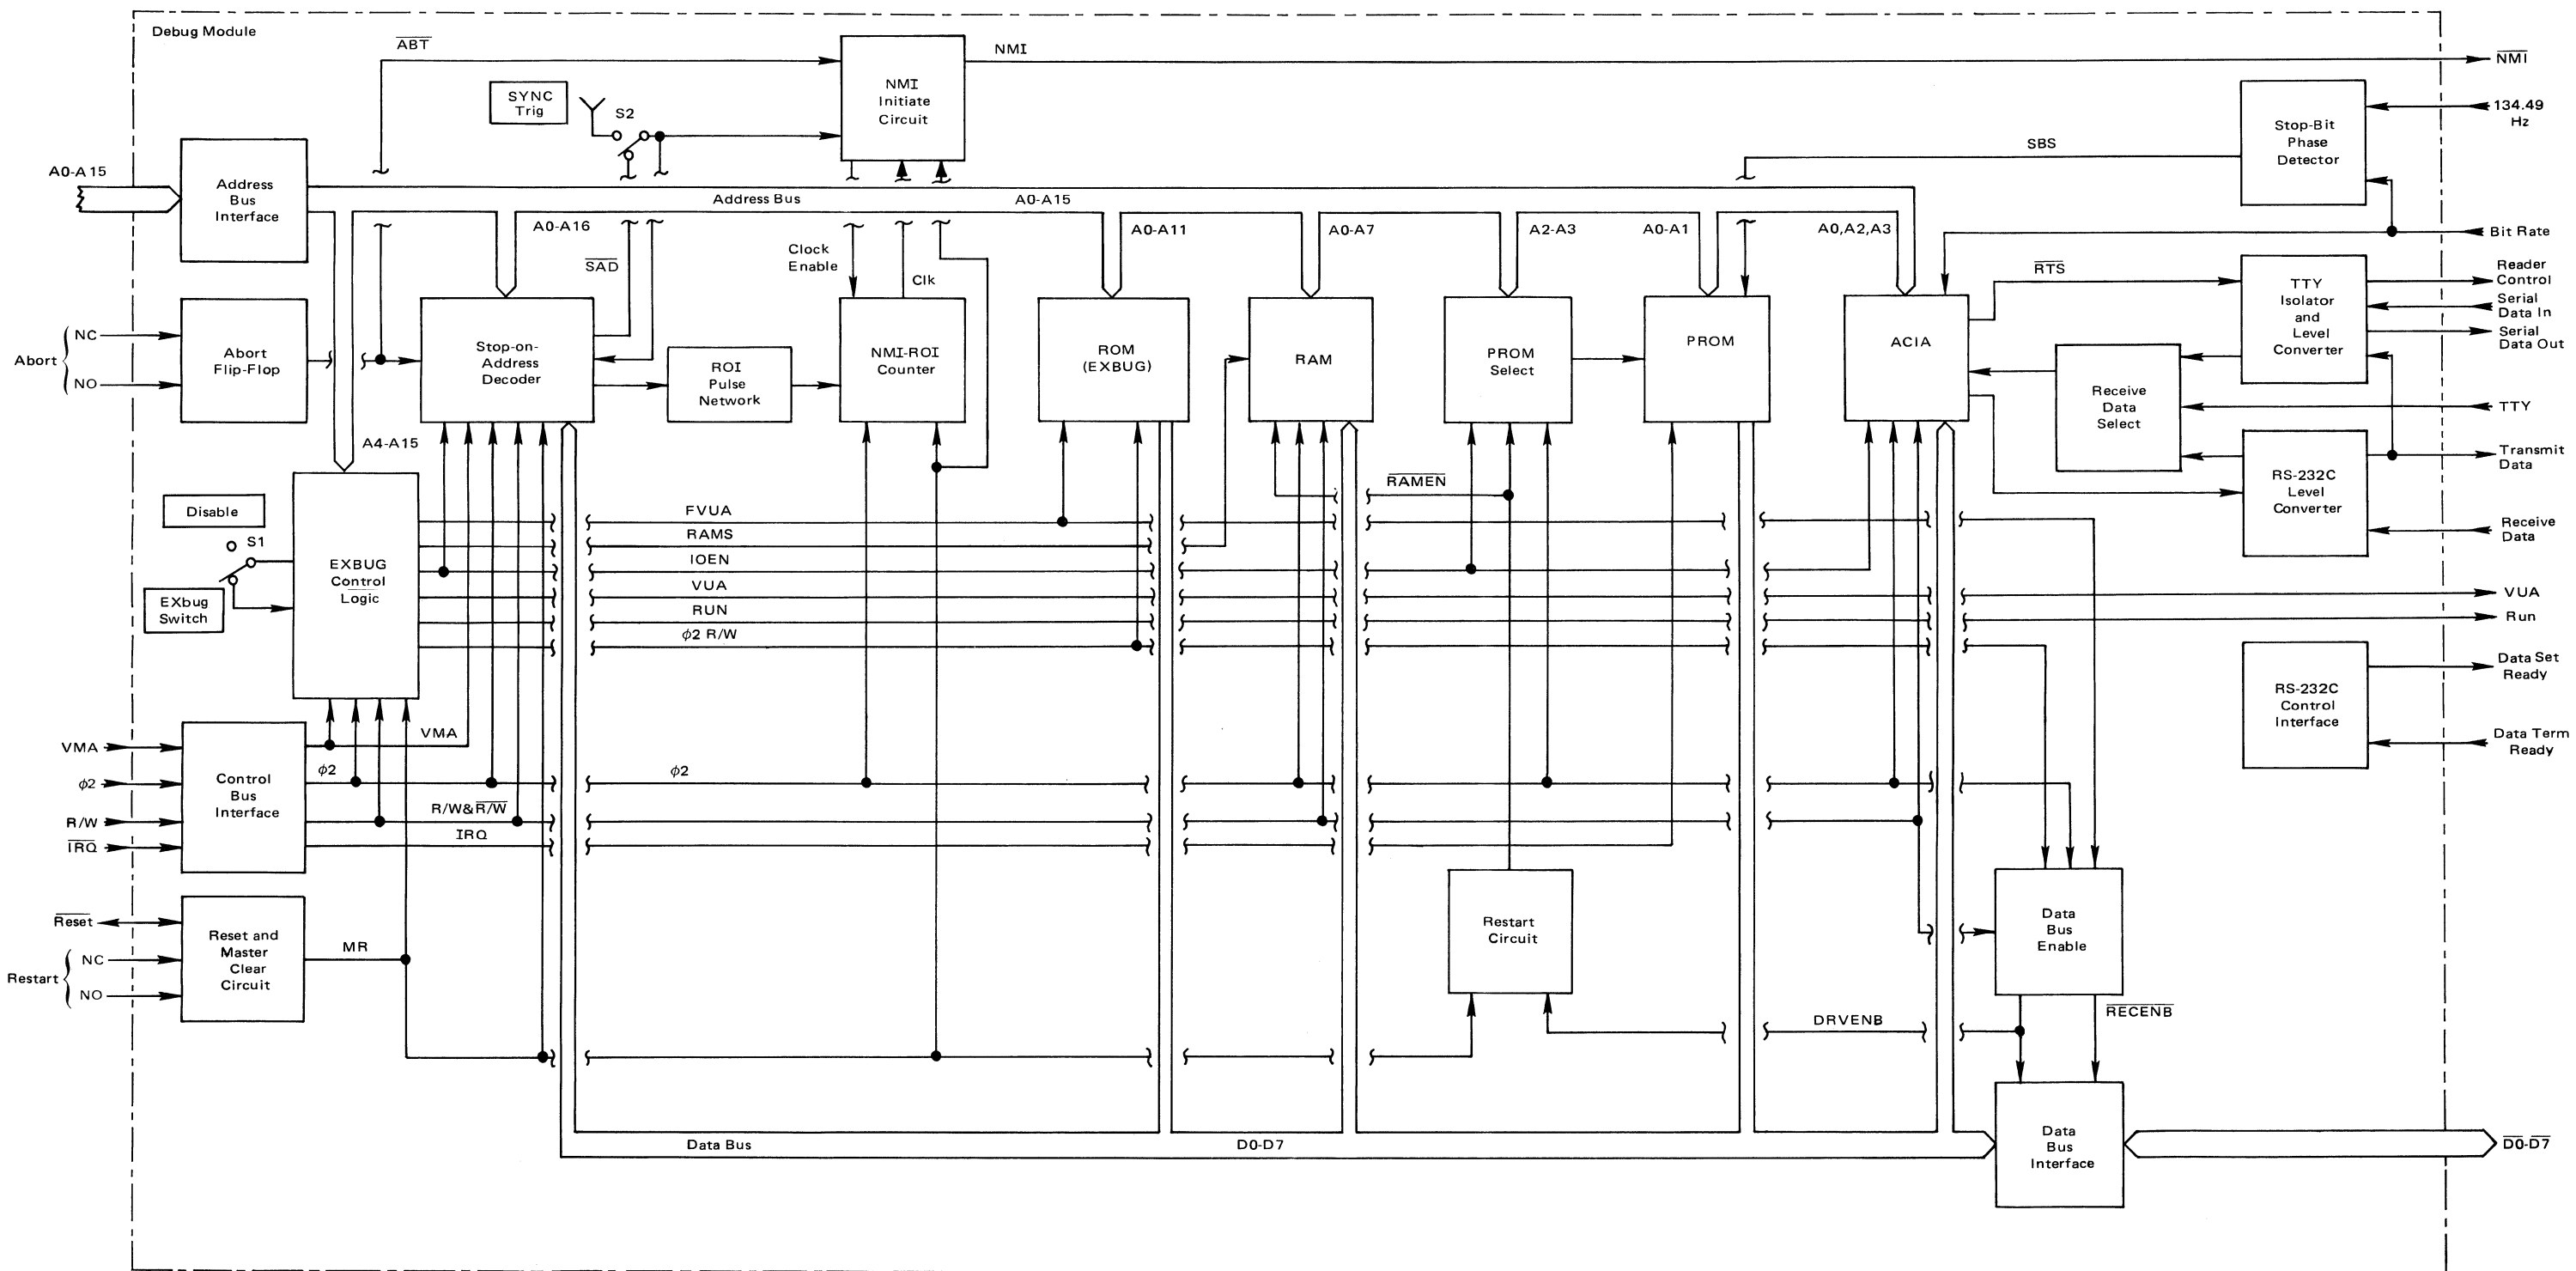 Debug Module
ABT
NMI
Initiate
Circuit
NMI
NMI
SYNC
Trig
S2
Stop-Bit
Phase
Detector
134.49
Hz
SBS
A0-A15
Address
Bus
Interface
Address Bus
A0-A15
A0-A16
SAD
Clock
Enable
Clk
A0-A11
A0-A7
A2-A3
A0-A1
A0,A2,A3
Bit Rate
RTS
TTY
Isolator
and
Level
Converter
Reader
Control
Serial
Data In
Serial
Data Out
Abort
NC
NO
Abort
Flip-Flop
Stop-on-
Address
Decoder
ROI
Pulse
Network
NMI-ROI
Counter
ROM
(EXBUG)
RAM
PROM
Select
PROM
ACIA
Receive
Data
Select
TTY
A4-A15
RS-232C
Level
Converter
Transmit
Data
Receive
Data
Disable
S1
EXbug
Switch
EXBUG
Control
Logic
RAMEN
FVUA
RAMS
IOEN
VUA
RUN
ϕ2 R/W
VUA
Run
RS-232C
Control
Interface
Data Set
Ready
Data Term
Ready
VMA
ϕ2
R/W
IRQ
Control
Bus
Interface
VMA
ϕ2
ϕ2
R/W&R/W
IRQ
Reset
Restart
NC
NO
Reset and
Master
Clear
Circuit
MR
Restart
Circuit
Data
Bus
Enable
DRVENB
RECENB
Data Bus
D0-D7
Data
Bus
Interface
D0-D7